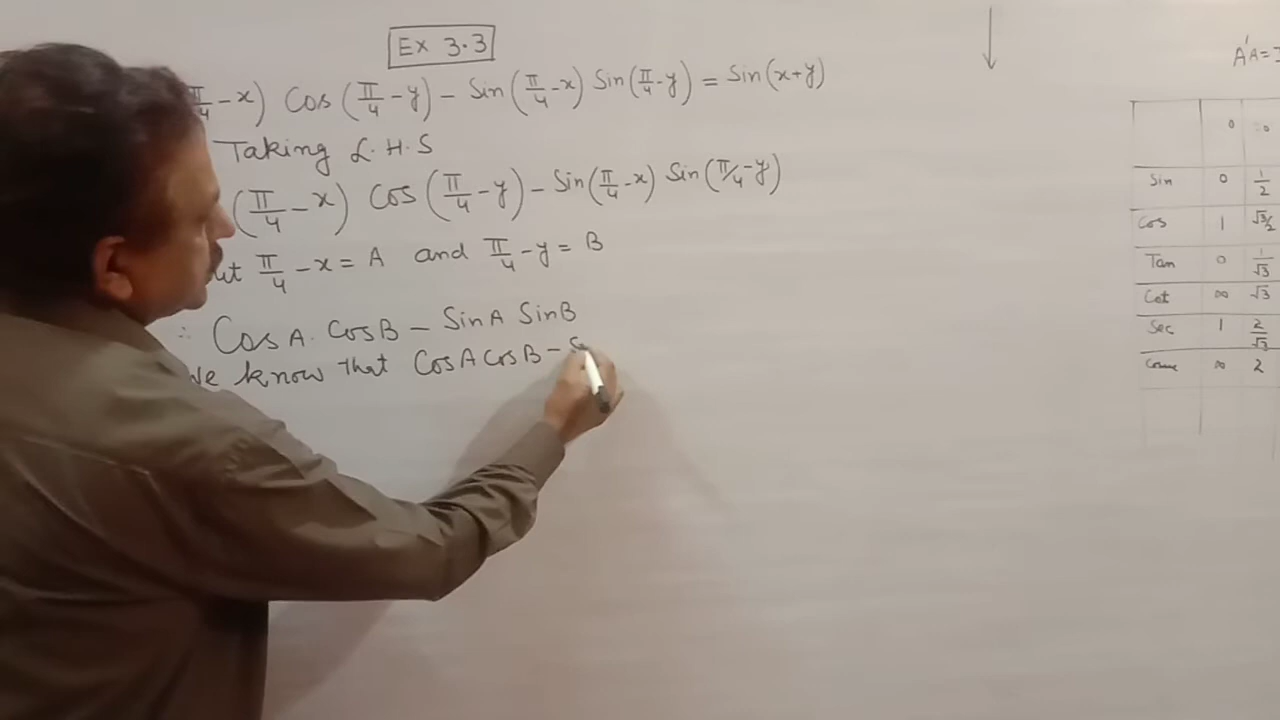 Ex 3.3
π/4 - x) Cos (π/4 - y) - Sin (π/4 - x) Sin (π/4 - y) = Sin (x+y)
Taking L.H.S
(π/4 - x) Cos (π/4 - y) - Sin (π/4 - x) Sin (π/4 - y)
ut π/4 - x = A and π/4 - y = B
∴ Cos A. Cos B - Sin A Sin B
We know that Cos A Cos B - S
A'A = I
0
Sin 0 1/2
Cos 1 √3/2
Tan 0 1/√3
Cot ∞ √3
Sec 1 2/√3
∞ 2